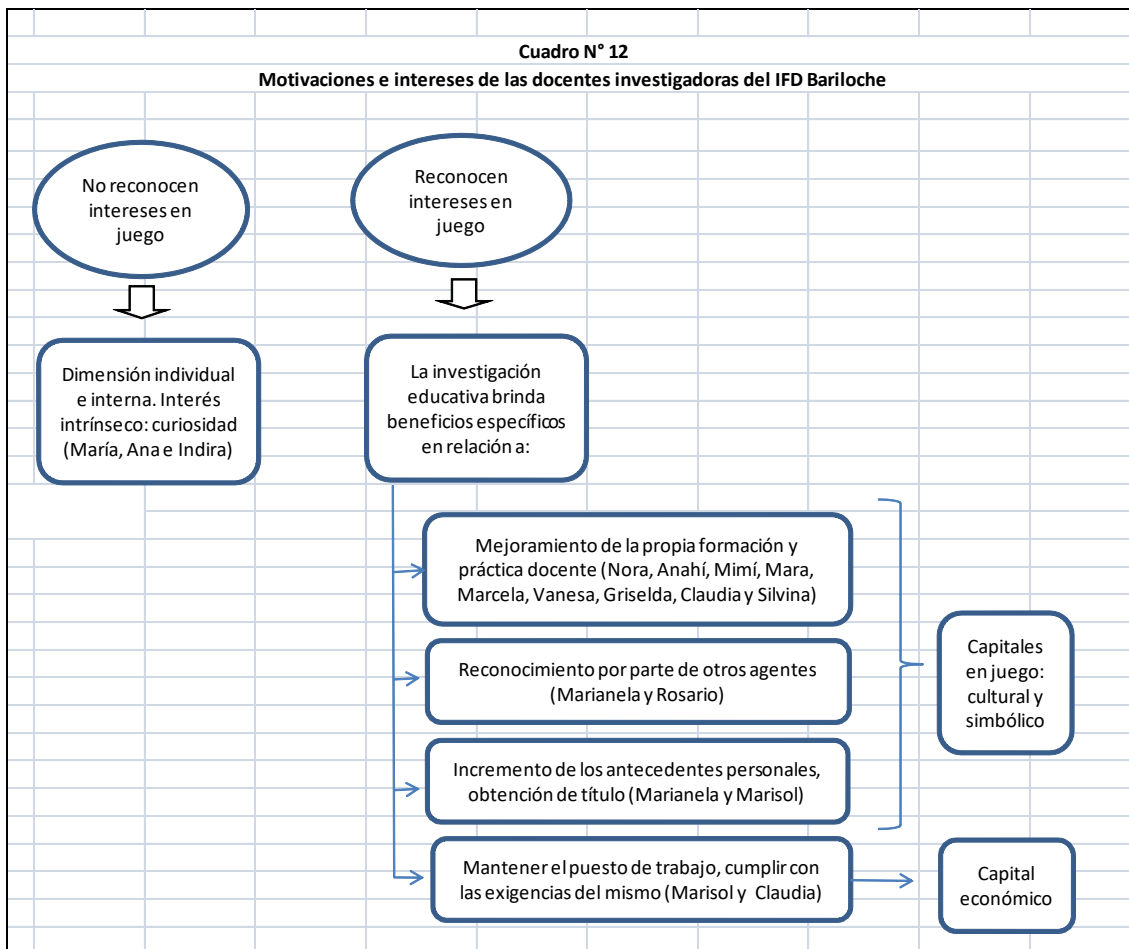 Cuadro N° 12
Motivaciones e intereses de las docentes investigadoras del IFD Bariloche
No reconocen
intereses en
juego
Reconocen
intereses en
juego
Dimensión individual
e interna. Interés
intrínseco: curiosidad
(María, Ana e Indira)
La investigación
educativa brinda
beneficios específicos
en relación a:
Mejoramiento de la propia formación y
práctica docente (Nora, Anahí, Mimí, Mara,
Marcela, Vanesa, Griselda, Claudia y Silvina)
Reconocimiento por parte de otros agentes
(Marianela y Rosario)
Incremento de los antecedentes personales,
obtención de título (Marianela y Marisol)
Capitales
en juego:
cultural y
simbólico
Mantener el puesto de trabajo, cumplir con
las exigencias del mismo (Marisol y Claudia)
Capital
económico